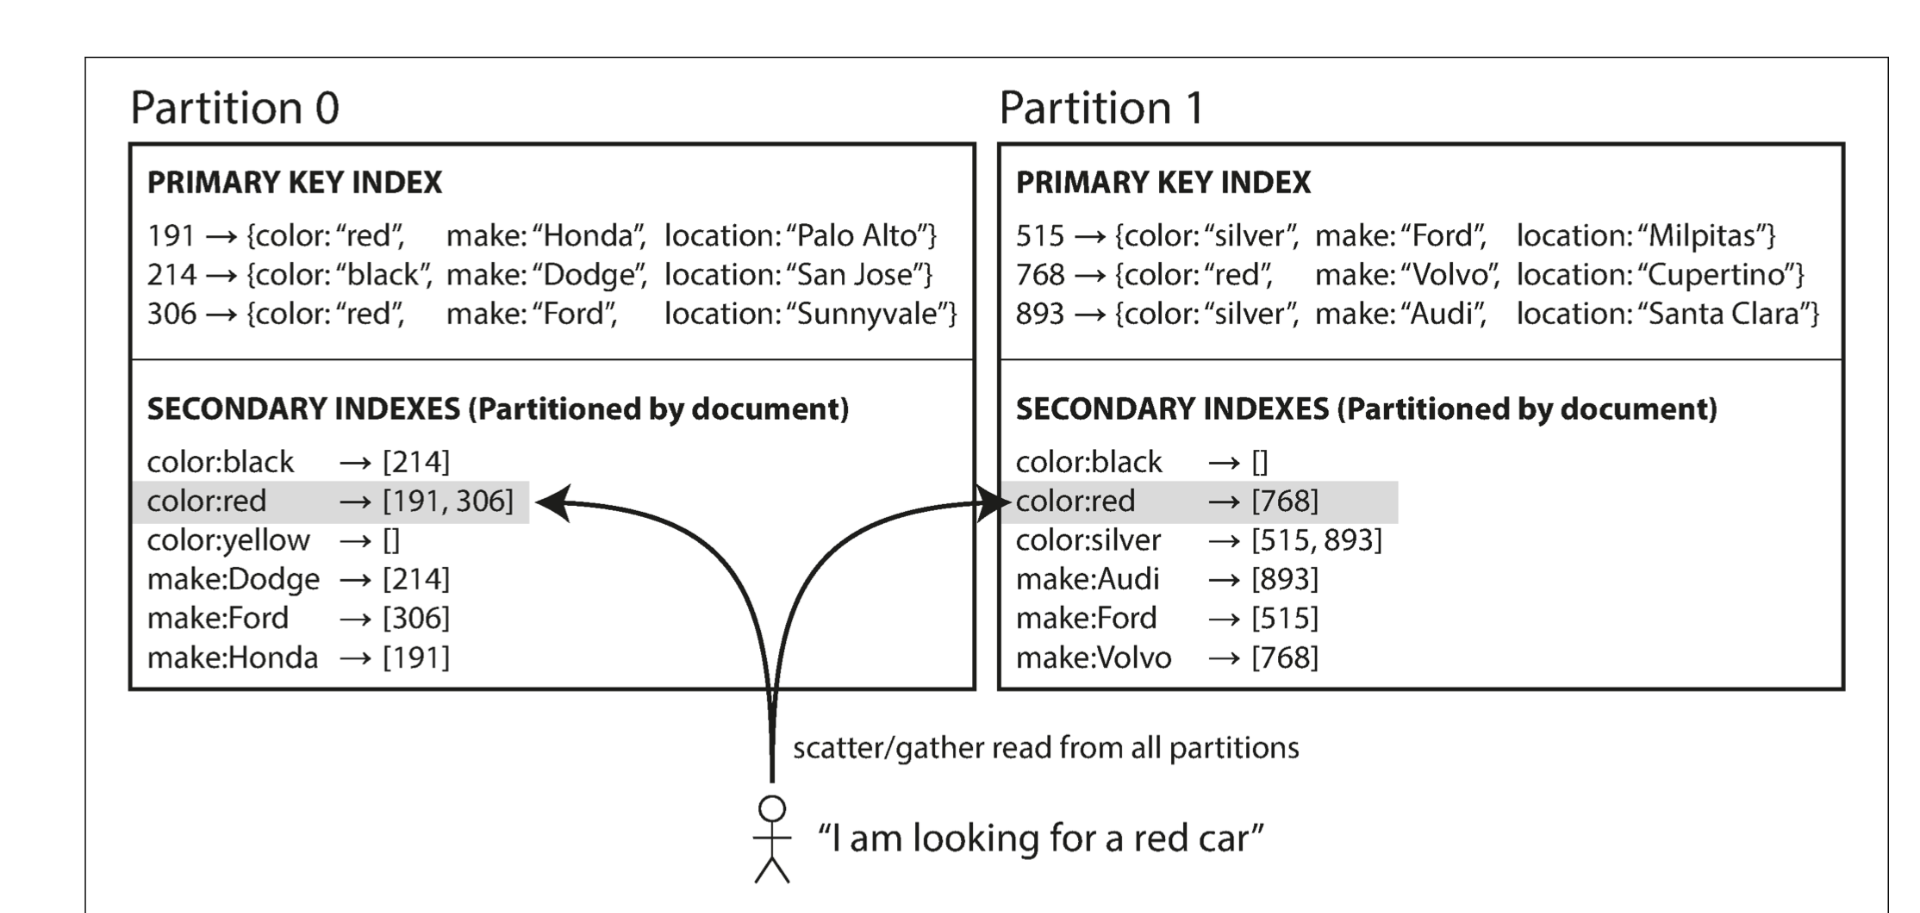 Partition 0
PRIMARY KEY INDEX
191 → {color: “red”, make: “Honda”, location: “Palo Alto”}
214 → {color: “black”, make: “Dodge”, location: “San Jose”}
306 → {color: “red”, make: “Ford”, location: “Sunnyvale”}
SECONDARY INDEXES (Partitioned by document)
color:black → [214]
color:red → [191, 306]
color:yellow → []
make:Dodge → [214]
make:Ford → [306]
make:Honda → [191]
Partition 1
PRIMARY KEY INDEX
515 → {color: “silver”, make: “Ford”, location: “Milpitas”}
768 → {color: “red”, make: “Volvo”, location: “Cupertino”}
893 → {color: “silver”, make: “Audi”, location: “Santa Clara”}
SECONDARY INDEXES (Partitioned by document)
color:black → []
color:red → [768]
color:silver → [515, 893]
make:Audi → [893]
make:Ford → [515]
make:Volvo → [768]
scatter/gather read from all partitions
“I am looking for a red car”